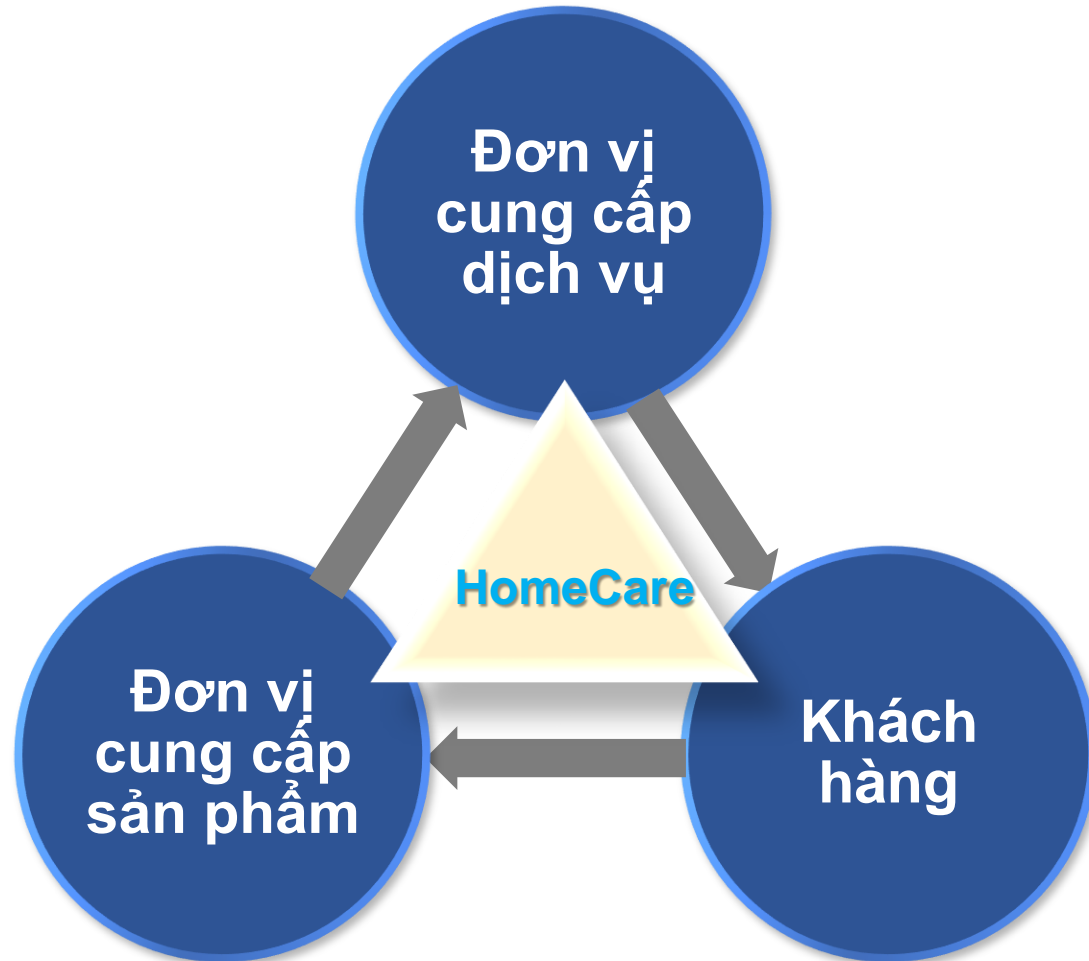 Đơn vị
cung cấp
dịch vụ
HomeCare
Đơn vị
cung cấp
sản phẩm
Khách
hàng